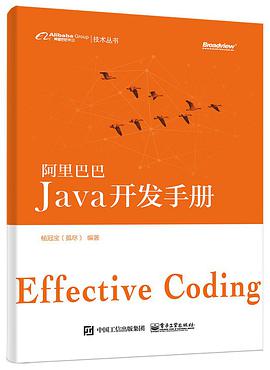 Alibaba Group
阿里巴巴集团
技术丛书
Broadview
阿里巴巴
Java开发手册
杨冠宝（孤尽） 编著
Effective Coding
中国工信出版集团
电子工业出版社